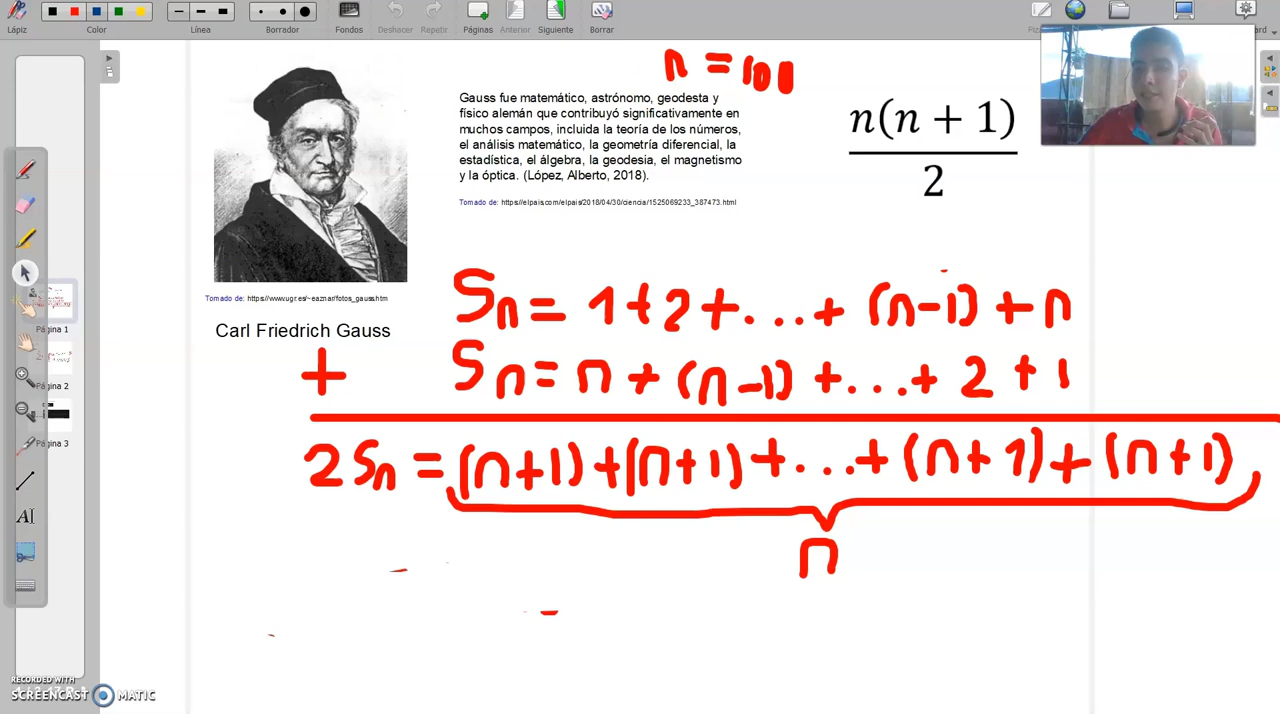 Lápiz
Color
Línea
Borrador
Fondos
Deshacer
Repetir
Páginas
Anterior
Siguiente
Borrar
n = 100
Gauss fue matemático, astrónomo, geodesta y
físico alemán que contribuyó significativamente en
muchos campos, incluida la teoría de los números,
el análisis matemático, la geometría diferencial, la
estadística, el álgebra, la geodesia, el magnetismo
y la óptica. (López, Alberto, 2018).
Tomado de: https://elpais.com/elpais/2018/04/30/ciencia/1525069233_387473.html
n(n + 1)
2
Tomado de: https://www.ugr.es/~eaznar/fotos_gauss.htm
Carl Friedrich Gauss
Sn = 1 + 2 + ... + (n-1) + n
+ Sn = n + (n-1) + ... + 2 + 1
2Sn = (n+1) + (n+1) + ... + (n+1) + (n+1)
n
Página 1
Página 2
Página 3
AI
RECORDED WITH
SCREENCAST MATIC